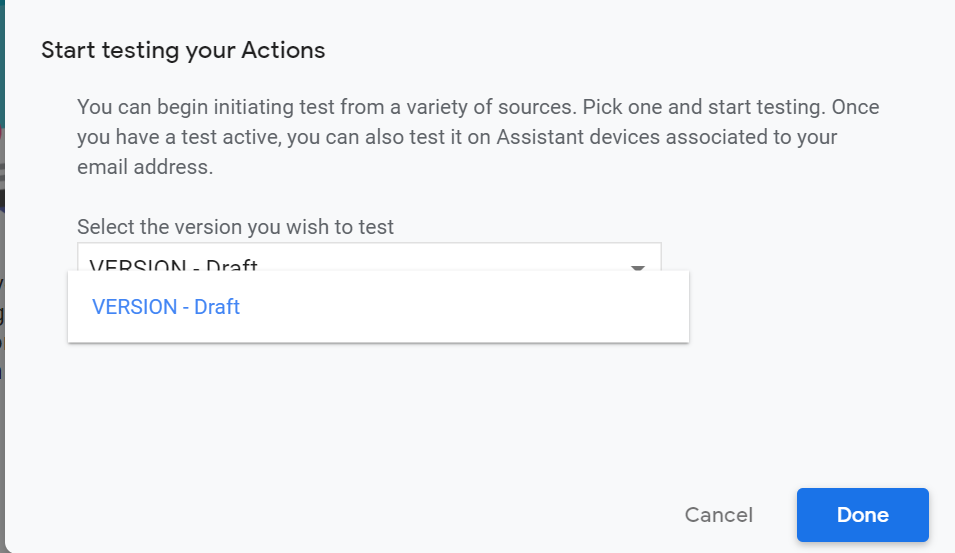 Start testing your Actions
You can begin initiating test from a variety of sources. Pick one and start testing. Once
you have a test active, you can also test it on Assistant devices associated to your
email address.
Select the version you wish to test
VERSION - Draft
VERSION - Draft
Cancel
Done